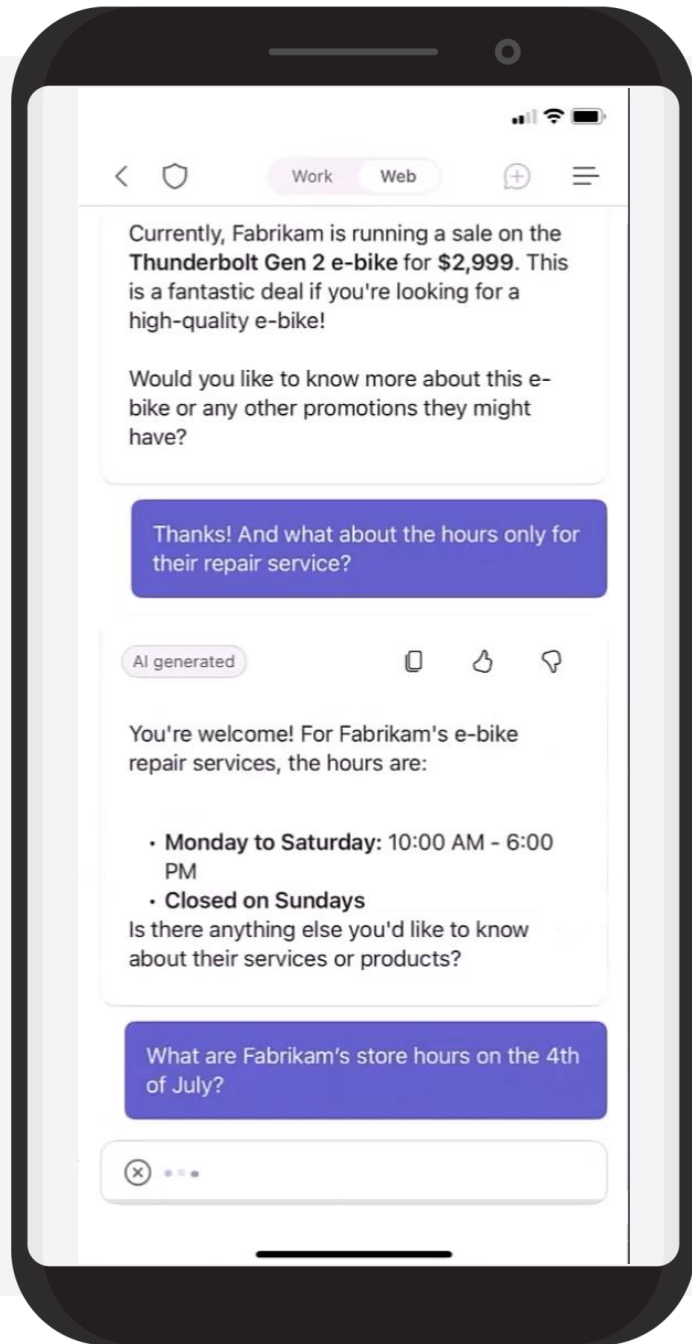 Work
Web
Currently, Fabrikam is running a sale on the
Thunderbolt Gen 2 e-bike for $2,999. This
is a fantastic deal if you're looking for a
high-quality e-bike!
Would you like to know more about this e-
bike or any other promotions they might
have?
Thanks! And what about the hours only for
their repair service?
AI generated
You're welcome! For Fabrikam's e-bike
repair services, the hours are:
• Monday to Saturday: 10:00 AM - 6:00
PM
• Closed on Sundays
Is there anything else you'd like to know
about their services or products?
What are Fabrikam's store hours on the 4th
of July?